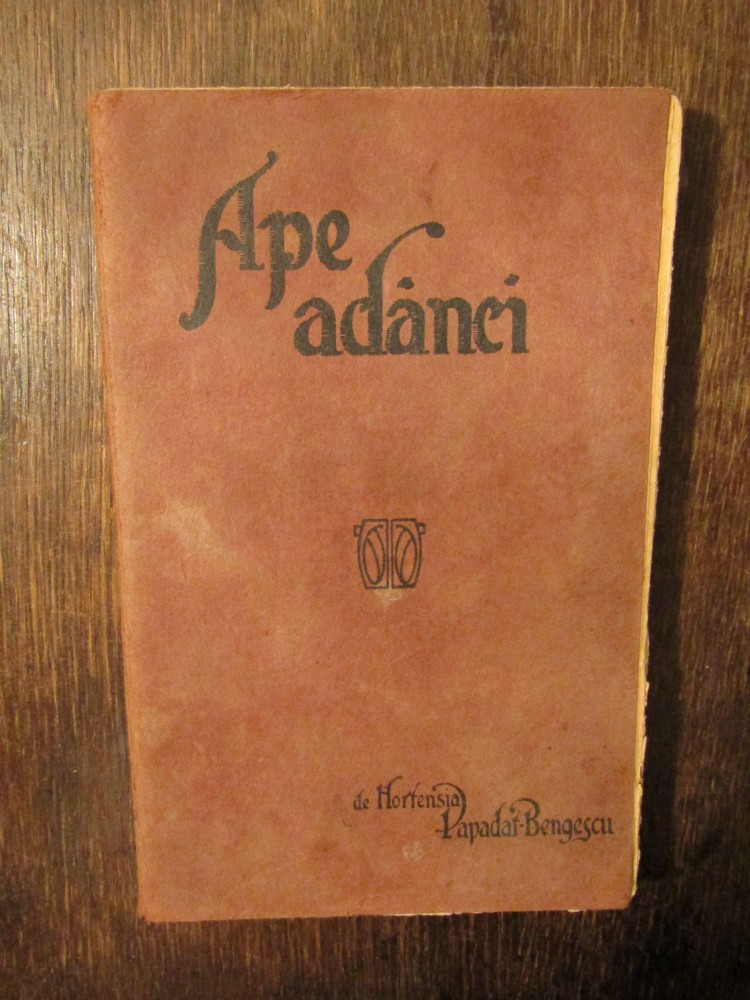 Ape
adânci
de Hortensia
Papadat-Bengescu